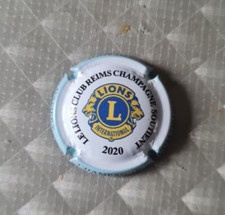 LE LIONS CLUB REIMS CHAMPAGNE SOUTIENT
LIONS
L
INTERNATIONAL
2020